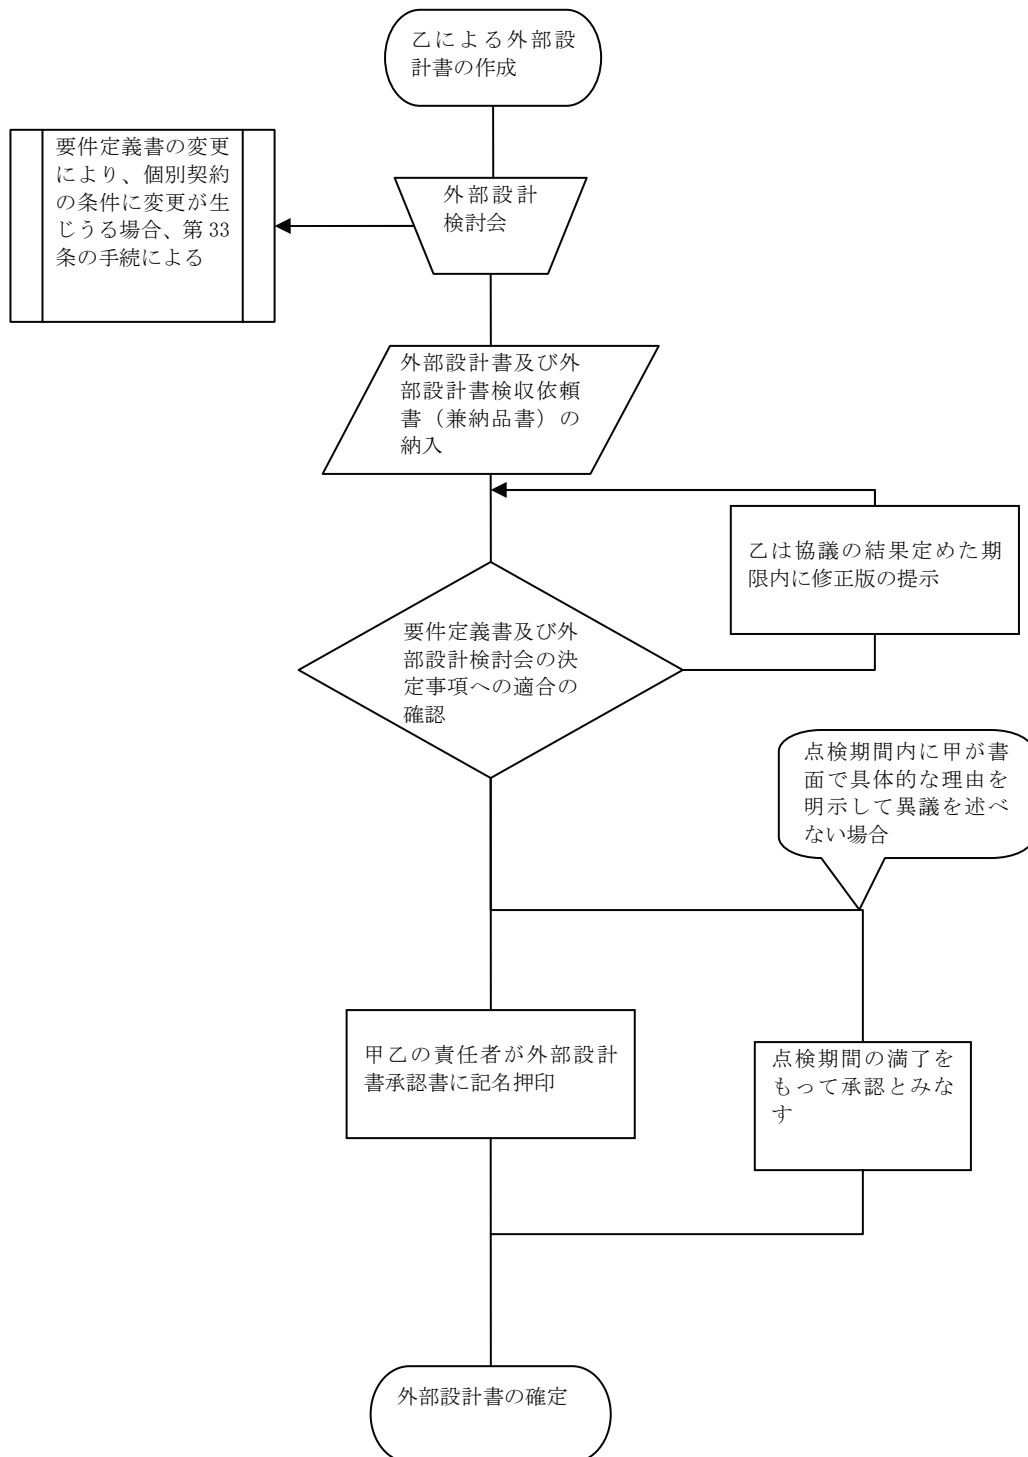 乙による外部設
計書の作成
要件定義書の変更
により、個別契約
の条件に変更が生
じうる場合、第 33
条の手続による
外部設計
検討会
外部設計書及び外
部設計書検収依頼
書（兼納品書）の
納入
乙は協議の結果定めた期
限内に修正版の提示
要件定義書及び外
部設計検討会の決
定事項への適合の
確認
点検期間内に甲が書
面で具体的な理由を
明示して異議を述べ
ない場合
甲乙の責任者が外部設計
書承認書に記名押印
点検期間の満了を
もって承認とみな
す
外部設計書の確定